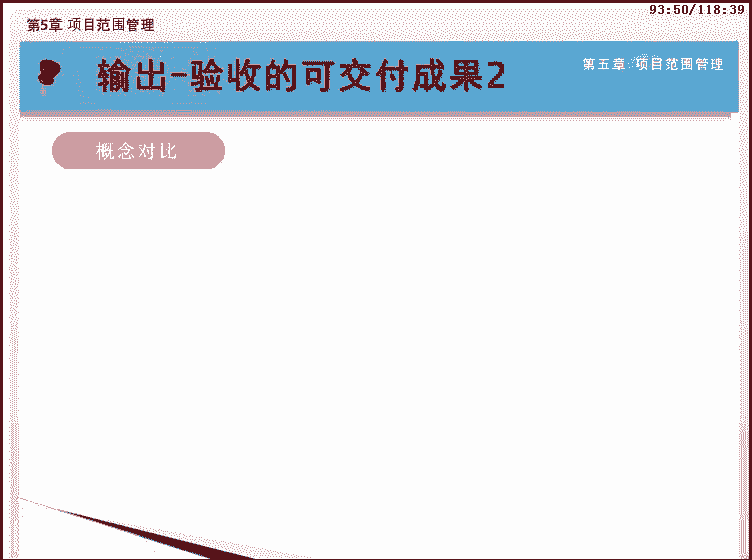 93:50/118:39
第5章 项目范围管理
输出-验收的可交付成果2
第五章 项目范围管理
概念对比